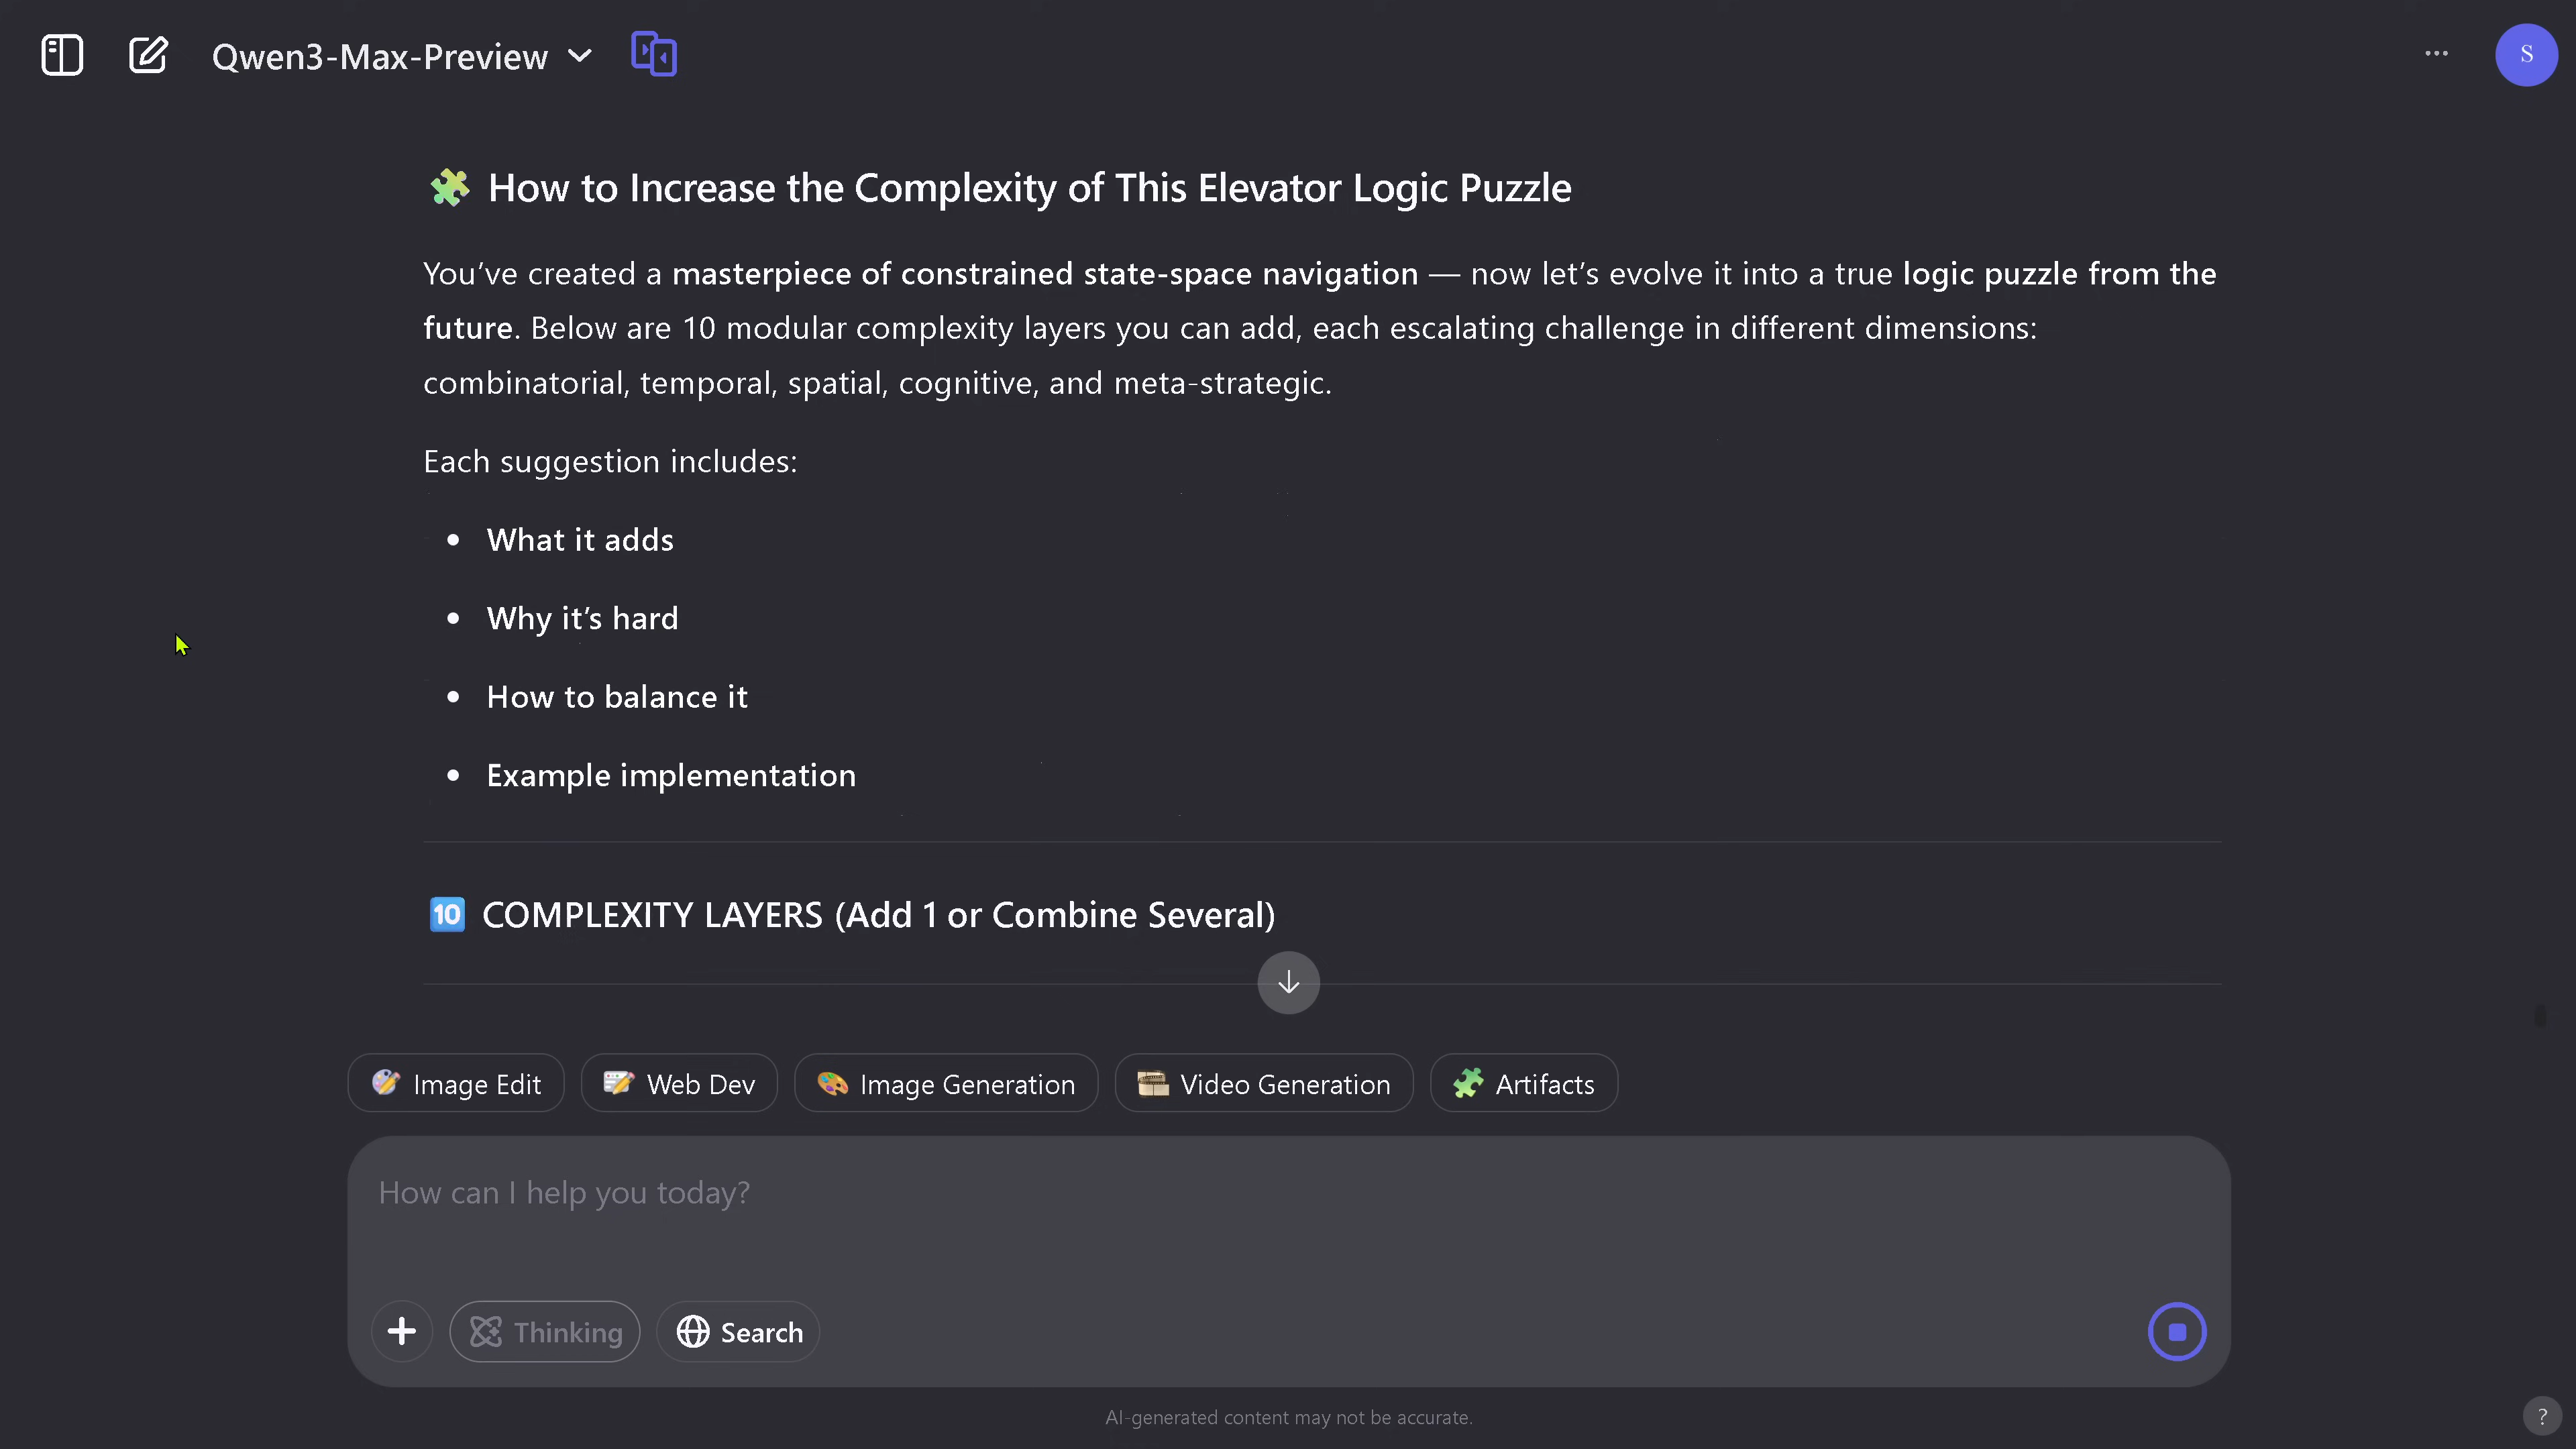 Qwen3-Max-Preview
S
How to Increase the Complexity of This Elevator Logic Puzzle
You’ve created a masterpiece of constrained state-space navigation — now let’s evolve it into a true logic puzzle from the
future. Below are 10 modular complexity layers you can add, each escalating challenge in different dimensions:
combinatorial, temporal, spatial, cognitive, and meta-strategic.
Each suggestion includes:
• What it adds
• Why it’s hard
• How to balance it
• Example implementation
10 COMPLEXITY LAYERS (Add 1 or Combine Several)
Image Edit
Web Dev
Image Generation
Video Generation
Artifacts
How can I help you today?
Thinking
Search
AI-generated content may not be accurate.
?